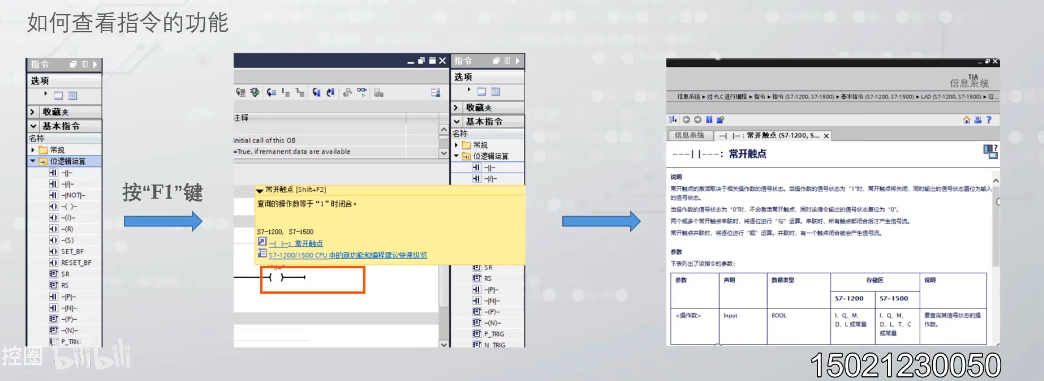 如何查看指令的功能
指令
选项
收藏夹
基本指令
名称
常规
位逻辑运算
-| |-
-|/|-
-|NOT|-
-( )-
-(/)-
-(R)
-(S)
SET_BF
RESET_BF
SR
RS
-|P|-
-|N|-
-(P)-
-(N)-
P_TRIG
按“F1”键
注释
Initial call of this OB
=True, if remanent data are available
常开触点 [Shift+F2]
查询的操作数等于“1”时闭合。
S7-1200, S7-1500
-| |-: 常开触点
S7-1200/1500 CPU 中的新功能和编程建议快速浏览
指令
选项
收藏夹
基本指令
名称
常规
位逻辑运算
-| |-
-|/|-
SR
RS
-|P|-
-|N|-
-(P)-
-(N)-
P_TRIG
N_TRIG
TIA
信息系统
信息系统 ▸ 对 PLC 进行编程 ▸ 指令 ▸ 指令 (S7-1200, S7-1500) ▸ 基本指令 (S7-1200, S7-1500) ▸ LAD (S7-1200, S7-1500) ▸ 位...
信息系统
---| |---: 常开触点 (S7-1200, S...
---| |---: 常开触点
说明
常开触点的激活取决于相关操作数的信号状态。当操作数的信号状态为“1”时，常开触点将关闭，同时输出的信号状态置位为输入的信号状态。
当操作数的信号状态为“0”时，不会激活常开触点，同时该指令输出的信号状态复位为“0”。
两个或多个常开触点串联时，将逐位进行“与”运算。串联时，所有触点都闭合后才产生信号流。
常开触点并联时，将逐位进行“或”运算。并联时，有一个触点闭合就会产生信号流。
参数
下表列出了该指令的参数：
参数 声明 数据类型 存储区 说明
S7-1200 S7-1500
<操作数> Input BOOL I、Q、M、D、L 或常量 I、Q、M、D、L、T、C 或常量 要查询其信号状态的操作数。
控圈 bilibili
15021230050